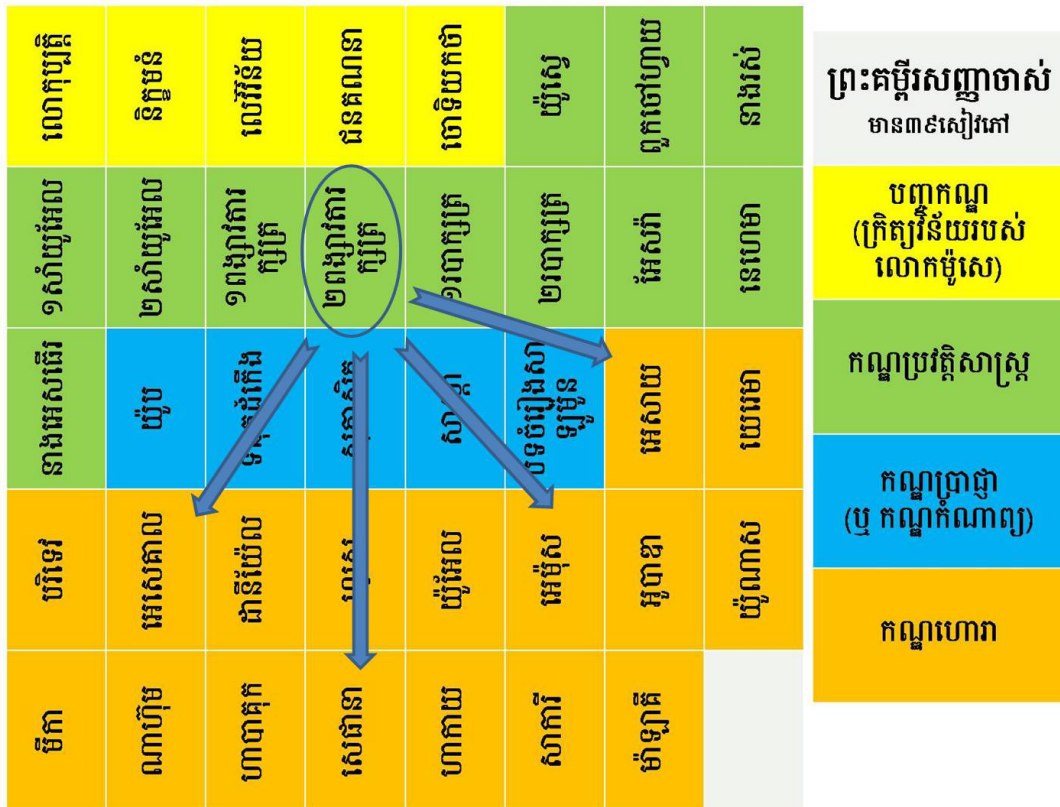 លោកុប្បត្តិ
និក្ខមនំ
លេវីវិន័យ
ជនគណនា
ចោទិយកថា
យ៉ូស្វេ
ពួកចៅហ្វាយ
នាងរស់
១សាំយូអែល
២សាំយូអែល
១ពង្សាវតារ
ក្សត្រ
២ពង្សាវតារ
ក្សត្រ
១របាក្សត្រ
២របាក្សត្រ
អែសរ៉ា
នេហេមា
នាងអេសធើរ
យ៉ូប
បទចំរៀងសា
ឡូម៉ូន
អេសាយ
យេរេមា
បរិទេវ
អេសេគាល
ដានីយ៉ែល
យ៉ូអែល
អេម៉ុស
អូបាឌា
យ៉ូណាស
មីកា
ណាហ៊ុម
ហាបាគុក
សេផានា
ហាកាយ
សាការី
ម៉ាឡាគី
ព្រះគម្ពីរសញ្ញាចាស់
មាន៣៩សៀវភៅ
បញ្ចកណ្ឌ
(ក្រិត្យវិន័យរបស់
លោកម៉ូសេ)
កណ្ឌប្រវត្តិសាស្ត្រ
កណ្ឌប្រាជ្ញា
(ឬ កណ្ឌកំណាព្យ)
កណ្ឌហោរា